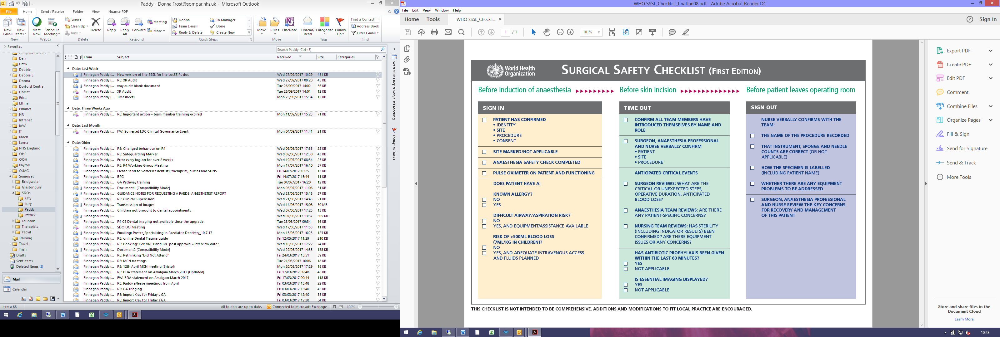 Paddy - Donna.Frost@sompar.nhs.uk - Microsoft Outlook
File Home Send / Receive Folder View Nuance PDF
New E-mail
New Items
New
Meet Now
Schedule Meeting
WebEx
Ignore
Clean Up
Junk
Delete
Delete
Reply
Reply All
Forward
Meeting
More
Respond
Donna
Team E-mail
Reply & Delete
To Manager
Done
Create New
Quick Steps
Move
Rules
OneNote
Move
Unread/ Read
Categorize
Follow Up
Tags
Find a Contact
Address Book
Filter E-mail
Find
Favorites
Complaints/PALs
Dan
Datix
Debbie
Debbie E
Donna
Dorford Centre
Dorset
Erica
Ethna
Finance
HR
Intranet
IoW
IT
Karen
Lorna
NHS England
OHP
OOH
Payroll
QUAG
Somerset
Bridgwater
Glastonbury
SDOs
Katy
Lucy
Paddy
Patrick
Taunton
Therapists
Yeovil
Training
Travel
Trish
Drafts
Sent Items
Deleted Items (2)
Mail
Calendar
Search Paddy (Ctrl+E)
From Subject Received Size Categories
Date: Last Week
Finnegan Paddy (... New version of the SSSL for the LocSSIPs doc Wed 27/09/2017 10:29 451 KB
Finnegan Paddy (... RE: XR Audit Wed 27/09/2017 09:28 45 KB
Finnegan Paddy (... xray audit blank document Tue 26/09/2017 14:02 56 KB
Finnegan Paddy (... XR Audit Tue 26/09/2017 14:01 12 KB
Finnegan Paddy (... Timesheets Mon 25/09/2017 15:34 12 KB
Date: Three Weeks Ago
Finnegan Paddy (... RE: Important action – team member training expired Mon 11/09/2017 15:23 71 KB
Date: Last Month
Finnegan Paddy (... FW: Somerset LDC Clinical Governance Event. Mon 04/09/2017 11:41 21 KB
Date: Older
Finnegan Paddy (... RE: Changed behaviour on R4 Wed 09/08/2017 17:33 23 KB
Finnegan Paddy (... RE: Safeguarding MArker Wed 02/08/2017 12:30 43 KB
Finnegan Paddy (... Error every log-on for over 2 weeks Wed 19/07/2017 08:34 25 KB
Finnegan Paddy (... RE: R4 Working Group Meeting Mon 17/07/2017 16:10 37 KB
Finnegan Paddy (... Please send to Somerset dentists, therapists, nurses and SDNS Fri 14/07/2017 16:25 13 KB
Finnegan Paddy (... BPG Fri 14/07/2017 15:44 11 KB
Finnegan Paddy (... GA Pathway training Tue 04/07/2017 16:20 12 KB
Finnegan Paddy (... Document1 [Compatibility Mode] Mon 03/07/2017 11:06 51 KB
Finnegan Paddy (... GUIDANCE NOTES FOR REQUESTING A PAEDS ANÆSTHETIST REPORT Wed 21/06/2017 15:15 37 KB
Finnegan Paddy (... RE: Clinical Supervision Wed 21/06/2017 14:43 21 KB
Finnegan Paddy (... Transmission of images Wed 14/06/2017 15:08 30 MB
Finnegan Paddy (... Children not brought to dental appointments Wed 07/06/2017 17:25 13 KB
Finnegan Paddy (... Wed 07/06/2017 13:37 505 KB
Finnegan Paddy (... R4 CS Dental imaging not available since the upgrade Tue 23/05/2017 09:34 16 KB
Finnegan Paddy (... SDO DO Meeting Wed 17/05/2017 11:53 11 KB
Finnegan Paddy (... Emailing: Poster_Specialising in Paediatric Dentistry_10.7.17 Mon 15/05/2017 16:23 123 KB
Finnegan Paddy (... RE: online Dental Trauma guide Fri 12/05/2017 11:29 210 KB
Finnegan Paddy (... RE: Booking: FW: VRF Band B/C post approval - Interview date? Wed 10/05/2017 17:22 74 KB
Finnegan Paddy (... Document2 [Compatibility Mode] Wed 29/03/2017 14:35 138 KB
Finnegan Paddy (... RE: Rethinking "Did Not Attend" Fri 24/03/2017 15:51 39 KB
Finnegan Paddy (... RE: MCN meetings Tue 21/03/2017 16:06 18 KB
Finnegan Paddy (... RE: 12th April MCN meeting (Bristol) Mon 20/03/2017 17:29 18 KB
Finnegan Paddy (... RE: BDA statement on Amalgam March 2017 (Updated) Fri 17/03/2017 09:48 48 KB
Finnegan Paddy (... FW: BDA statement on Amalgam March 2017 Fri 17/03/2017 09:44 118 KB
Finnegan Paddy (... RE: Paddy a/leave /meetings from April Fri 03/03/2017 15:48 22 KB
Finnegan Paddy (... RE: GA Triaging Fri 03/03/2017 15:40 42 KB
Finnegan Paddy (... RE: Import Xray for Friday's GA Fri 03/03/2017 12:40 35 KB
Finnegan Paddy (... RE: Import Xray for Friday's GA Fri 03/03/2017 12:28 34 KB
Wed 9:00: Lucy & Sonja 1:1 Meeting
Today: 16 Tasks
Items: 66 All folders are up to date. Connected to Microsoft Exchange 100%
WHO SSSL_Checklist_finalJun08.pdf - Adobe Acrobat Reader DC
File Edit View Window Help
Home Tools WHO SSSL_Checkli... Sign In
1 / 1 101%
World Health Organization
SURGICAL SAFETY CHECKLIST (FIRST EDITION)
Before induction of anaesthesia
Before skin incision
Before patient leaves operating room
SIGN IN
PATIENT HAS CONFIRMED
• IDENTITY
• SITE
• PROCEDURE
• CONSENT
SITE MARKED/NOT APPLICABLE
ANAESTHESIA SAFETY CHECK COMPLETED
PULSE OXIMETER ON PATIENT AND FUNCTIONING
DOES PATIENT HAVE A:
KNOWN ALLERGY?
NO
YES
DIFFICULT AIRWAY/ASPIRATION RISK?
NO
YES, AND EQUIPMENT/ASSISTANCE AVAILABLE
RISK OF >500ML BLOOD LOSS
(7ML/KG IN CHILDREN)?
NO
YES, AND ADEQUATE INTRAVENOUS ACCESS
AND FLUIDS PLANNED
TIME OUT
CONFIRM ALL TEAM MEMBERS HAVE
INTRODUCED THEMSELVES BY NAME AND
ROLE
SURGEON, ANAESTHESIA PROFESSIONAL
AND NURSE VERBALLY CONFIRM
• PATIENT
• SITE
• PROCEDURE
ANTICIPATED CRITICAL EVENTS
SURGEON REVIEWS: WHAT ARE THE
CRITICAL OR UNEXPECTED STEPS,
OPERATIVE DURATION, ANTICIPATED
BLOOD LOSS?
ANAESTHESIA TEAM REVIEWS: ARE THERE
ANY PATIENT-SPECIFIC CONCERNS?
NURSING TEAM REVIEWS: HAS STERILITY
(INCLUDING INDICATOR RESULTS) BEEN
CONFIRMED? ARE THERE EQUIPMENT
ISSUES OR ANY CONCERNS?
HAS ANTIBIOTIC PROPHYLAXIS BEEN GIVEN
WITHIN THE LAST 60 MINUTES?
YES
NOT APPLICABLE
IS ESSENTIAL IMAGING DISPLAYED?
YES
NOT APPLICABLE
SIGN OUT
NURSE VERBALLY CONFIRMS WITH THE
TEAM:
THE NAME OF THE PROCEDURE RECORDED
THAT INSTRUMENT, SPONGE AND NEEDLE
COUNTS ARE CORRECT (OR NOT
APPLICABLE)
HOW THE SPECIMEN IS LABELLED
(INCLUDING PATIENT NAME)
WHETHER THERE ARE ANY EQUIPMENT
PROBLEMS TO BE ADDRESSED
SURGEON, ANAESTHESIA PROFESSIONAL
AND NURSE REVIEW THE KEY CONCERNS
FOR RECOVERY AND MANAGEMENT
OF THIS PATIENT
THIS CHECKLIST IS NOT INTENDED TO BE COMPREHENSIVE. ADDITIONS AND MODIFICATIONS TO FIT LOCAL PRACTICE ARE ENCOURAGED.
Export PDF
Create PDF
Edit PDF
Comment
Combine Files
Organize Pages
Fill & Sign
Send for Signature
Send & Track
More Tools
Store and share files in the
Document Cloud
Learn More
10:48